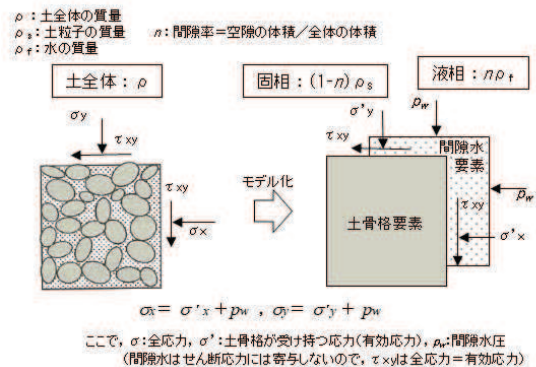 ρ：土全体の質量
ρs：土粒子の質量　n：間隙率＝空隙の体積／全体の体積
ρf：水の質量
土全体：ρ
固相：(1-n)ρs
液相：nρf
σy
τxy
τxy
σx
モデル化
σ'y
pw
τxy
間隙水
要素
τxy
pw
土骨格要素
σ'x
σx= σ'x+pw , σy= σ'y+ pw
ここで，σ：全応力，σ'：土骨格が受け持つ応力(有効応力)，pw：間隙水圧
(間隙水はせん断応力には寄与しないので，τxyは全応力＝有効応力)